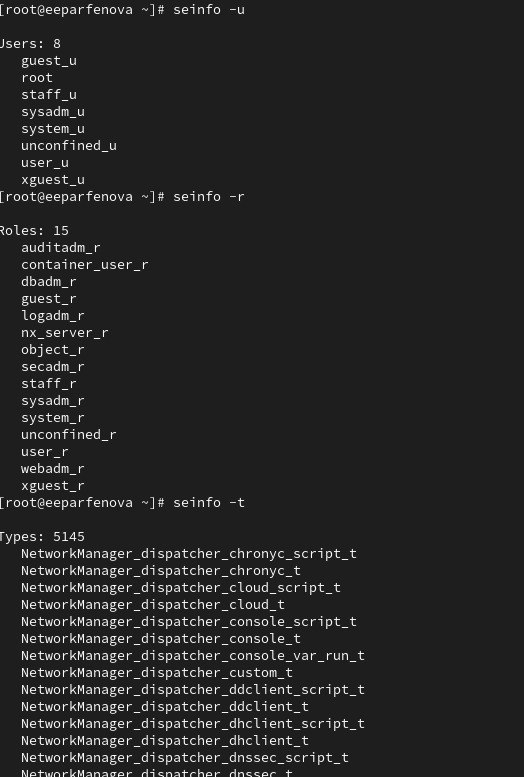 [root@eeparfenova ~]# seinfo -u
Users: 8
guest_u
root
staff_u
sysadm_u
system_u
unconfined_u
user_u
xguest_u
[root@eeparfenova ~]# seinfo -r
Roles: 15
auditadm_r
container_user_r
dbadm_r
guest_r
logadm_r
nx_server_r
object_r
secadm_r
staff_r
sysadm_r
system_r
unconfined_r
user_r
webadm_r
xguest_r
[root@eeparfenova ~]# seinfo -t
Types: 5145
NetworkManager_dispatcher_chronyc_script_t
NetworkManager_dispatcher_chronyc_t
NetworkManager_dispatcher_cloud_script_t
NetworkManager_dispatcher_cloud_t
NetworkManager_dispatcher_console_script_t
NetworkManager_dispatcher_console_t
NetworkManager_dispatcher_console_var_run_t
NetworkManager_dispatcher_custom_t
NetworkManager_dispatcher_ddclient_script_t
NetworkManager_dispatcher_ddclient_t
NetworkManager_dispatcher_dhclient_script_t
NetworkManager_dispatcher_dhclient_t
NetworkManager_dispatcher_dnssec_script_t
NetworkManager_dispatcher_dnssec_t